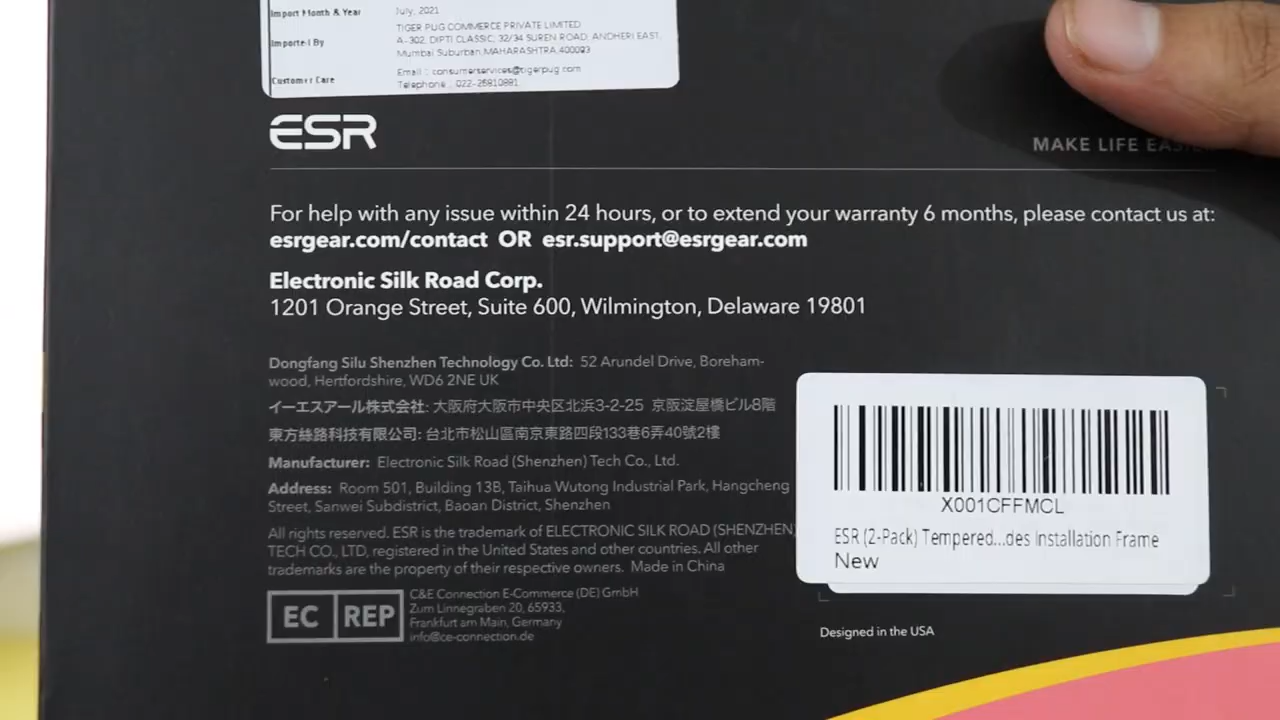 Import Month & Year July, 2021
Imported By TIGER PUG COMMERCE PRIVATE LIMITED
A-302, DIPTI CLASSIC, 32/34 SUREN ROAD, ANDHERI EAST,
Mumbai Suburban,MAHARASHTRA,400093
Customer Care Email : consumerservices@tigerpug.com
Telephone : 022-26810891
ESR
MAKE LIFE
For help with any issue within 24 hours, or to extend your warranty 6 months, please contact us at:
esrgear.com/contact OR esr.support@esrgear.com
Electronic Silk Road Corp.
1201 Orange Street, Suite 600, Wilmington, Delaware 19801
Dongfang Silu Shenzhen Technology Co. Ltd: 52 Arundel Drive, Boreham-
wood, Hertfordshire, WD6 2NE UK
イーエスアール株式会社: 大阪府大阪市中央区北浜3-2-25 京阪淀屋橋ビル8階
東方絲路科技有限公司: 台北市松山區南京東路四段133巷6弄40號2樓
Manufacturer: Electronic Silk Road (Shenzhen) Tech Co., Ltd.
Address: Room 501, Building 13B, Taihua Wutong Industrial Park, Hangcheng
Street, Sanwei Subdistrict, Baoan District, Shenzhen
All rights reserved. ESR is the trademark of ELECTRONIC SILK ROAD (SHENZHEN)
TECH CO., LTD, registered in the United States and other countries. All other
trademarks are the property of their respective owners. Made in China
EC REP
C&E Connection E-Commerce (DE) GmbH
Zum Linnegraben 20, 65933,
Frankfurt am Main, Germany
info@ce-connection.de
X001CFFMCL
ESR (2-Pack) Tempered...des Installation Frame
New
Designed in the USA